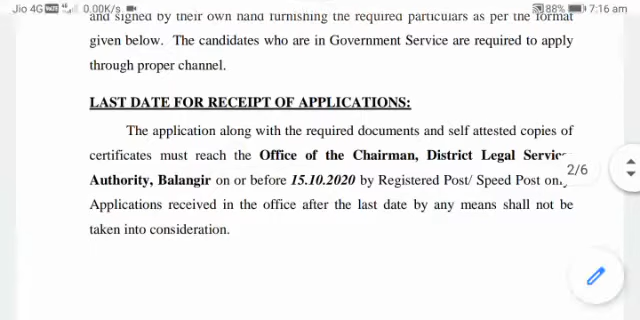 Jio 4G VoLTE 4G 0.00K/s 88% 7:16 am
and signed by their own hand furnishing the required particulars as per the format
given below. The candidates who are in Government Service are required to apply
through proper channel.
LAST DATE FOR RECEIPT OF APPLICATIONS:
The application along with the required documents and self attested copies of
certificates must reach the Office of the Chairman, District Legal Service
Authority, Balangir on or before 15.10.2020 by Registered Post/ Speed Post only
2/6
Applications received in the office after the last date by any means shall not be
taken into consideration.